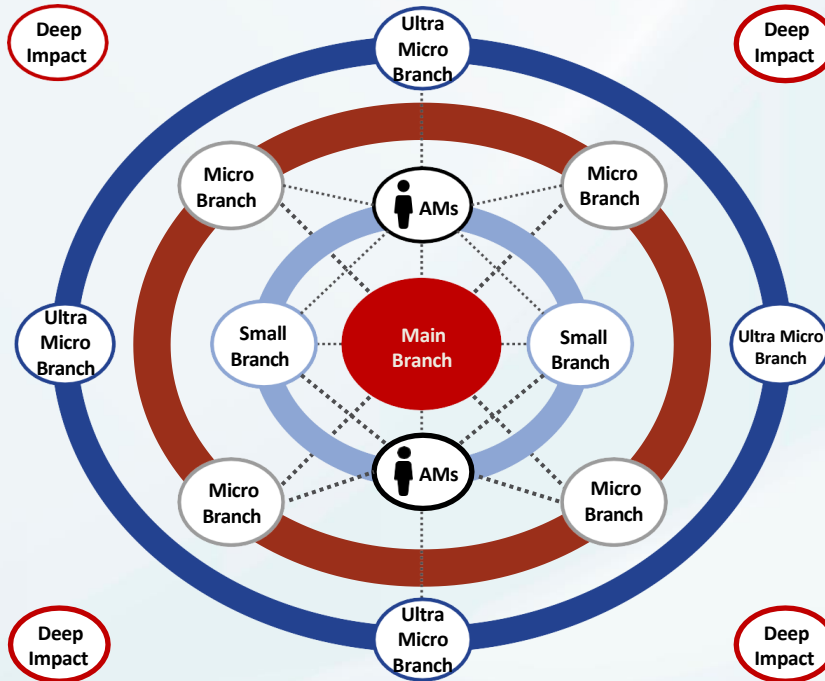 Deep
Impact
Ultra
Micro
Branch
Deep
Impact
Micro
Branch
AMs
Micro
Branch
Ultra
Micro
Branch
Small
Branch
Main
Branch
Small
Branch
Ultra Micro
Branch
Micro
Branch
AMs
Micro
Branch
Deep
Impact
Ultra
Micro
Branch
Deep
Impact